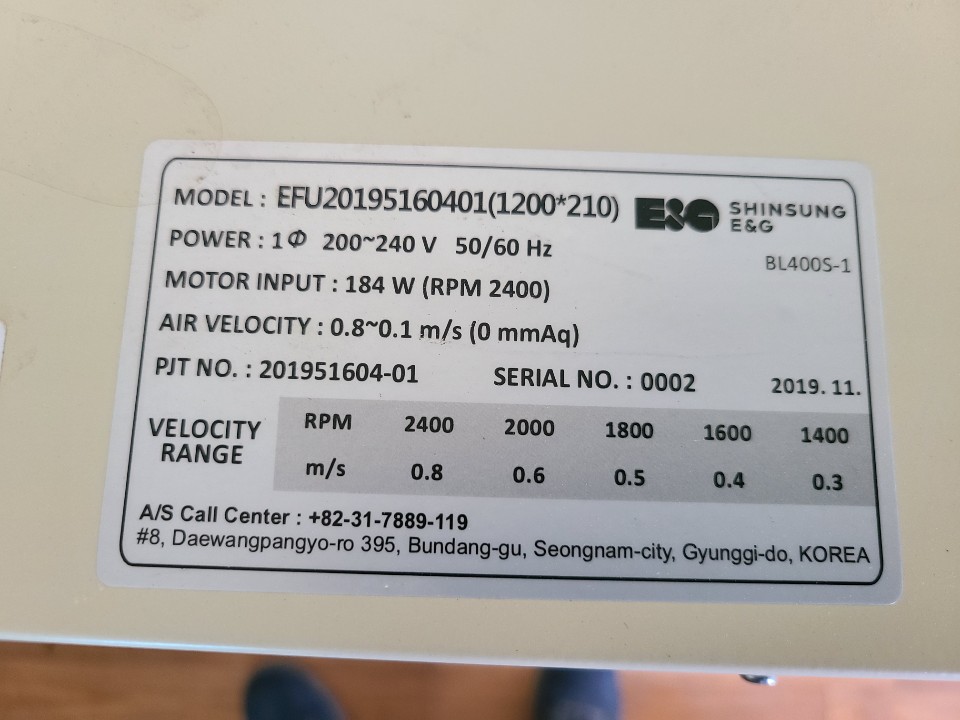 MODEL : EFU20195160401(1200*210) E&G SHINSUNG E&G
POWER : 1Φ 200~240 V 50/60 Hz
BL400S-1
MOTOR INPUT : 184 W (RPM 2400)
AIR VELOCITY : 0.8~0.1 m/s (0 mmAq)
PJT NO. : 201951604-01 SERIAL NO. : 0002 2019. 11.
VELOCITY RANGE
RPM 2400 2000 1800 1600 1400
m/s 0.8 0.6 0.5 0.4 0.3
A/S Call Center : +82-31-7889-119
#8, Daewangpangyo-ro 395, Bundang-gu, Seongnam-city, Gyunggi-do, KOREA